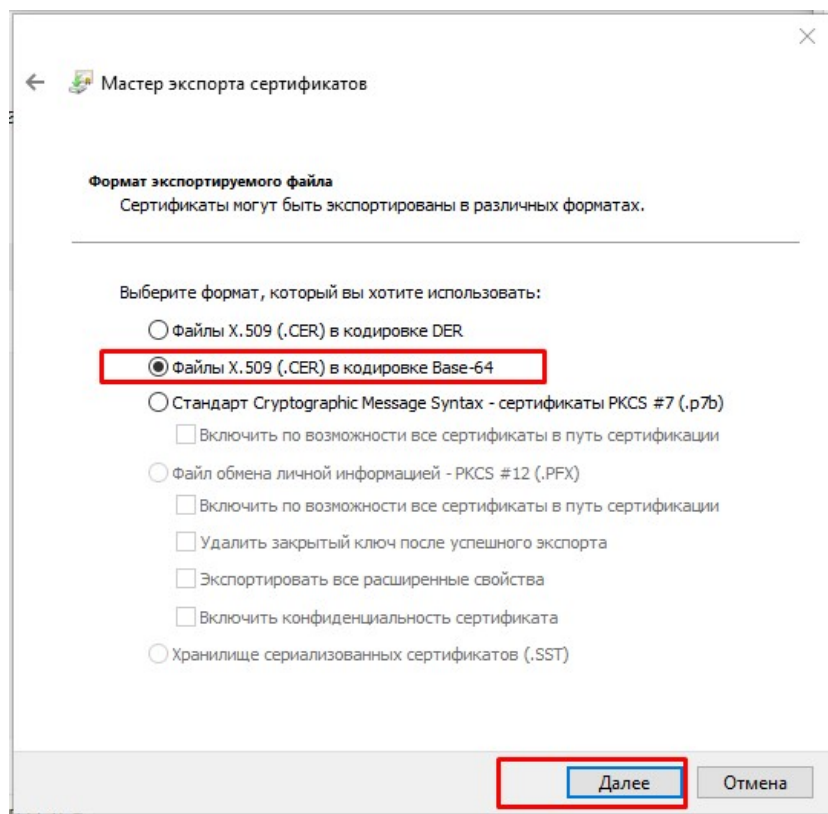 Мастер экспорта сертификатов
Формат экспортируемого файла
Сертификаты могут быть экспортированы в различных форматах.
Выберите формат, который вы хотите использовать:
Файлы X.509 (.CER) в кодировке DER
Файлы X.509 (.CER) в кодировке Base-64
Стандарт Cryptographic Message Syntax - сертификаты PKCS #7 (.p7b)
Включить по возможности все сертификаты в путь сертификации
Файл обмена личной информацией - PKCS #12 (.PFX)
Включить по возможности все сертификаты в путь сертификации
Удалить закрытый ключ после успешного экспорта
Экспортировать все расширенные свойства
Включить конфиденциальность сертификата
Хранилище сериализованных сертификатов (.SST)
Далее Отмена